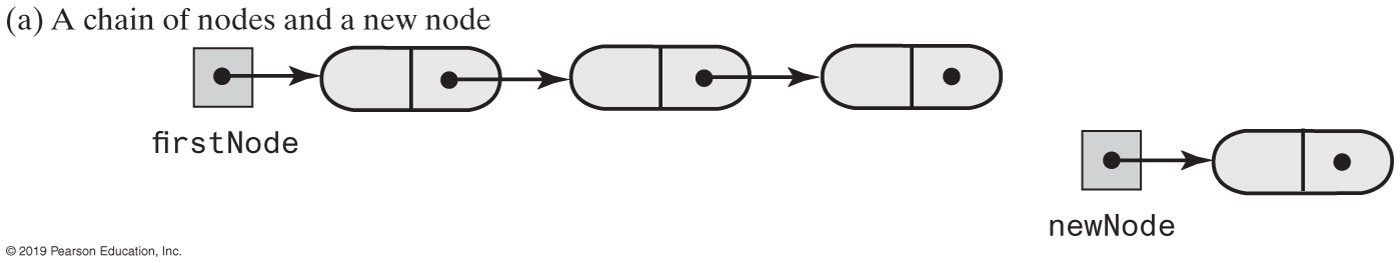 (a) A chain of nodes and a new node
firstNode
newNode
© 2019 Pearson Education, Inc.